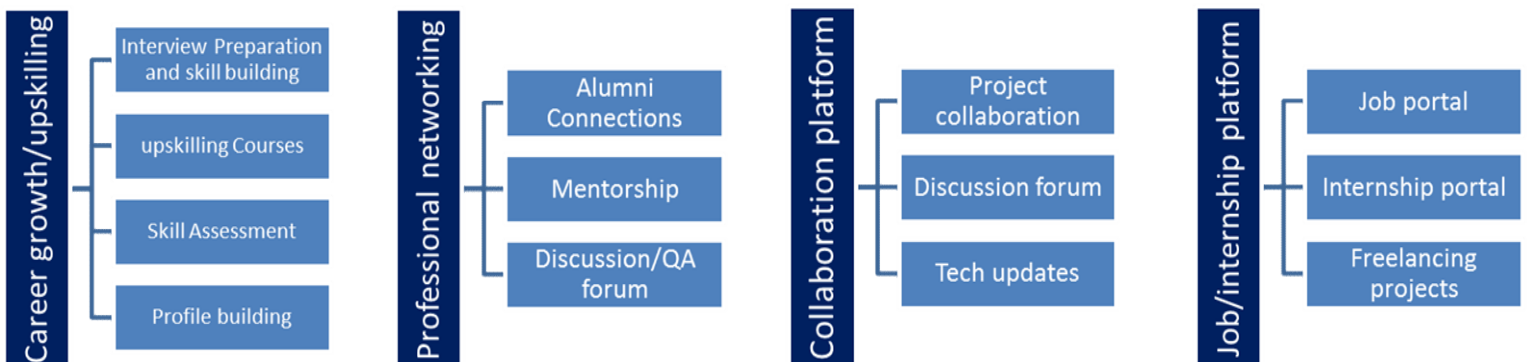 Career growth/upskilling
Interview Preparation
and skill building
upskilling Courses
Skill Assessment
Profile building
Professional networking
Alumni
Connections
Mentorship
Discussion/QA
forum
Collaboration platform
Project
collaboration
Discussion forum
Tech updates
Job/internship platform
Job portal
Internship portal
Freelancing
projects